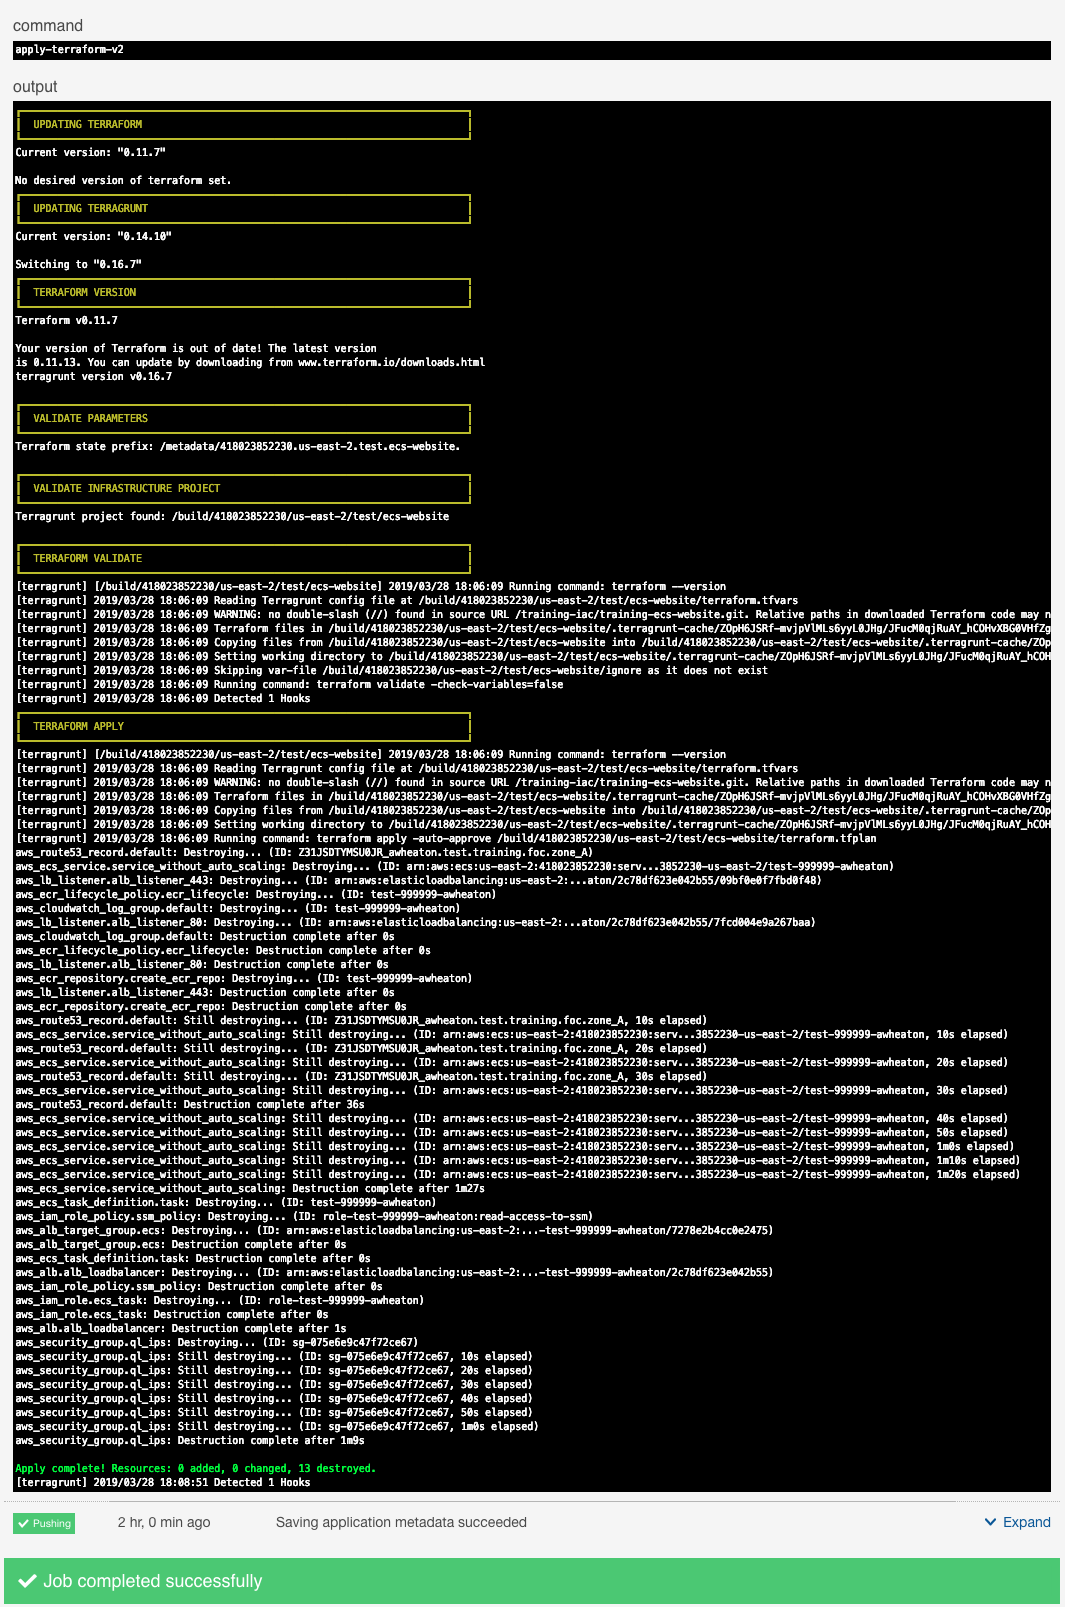 command
apply-terraform-v2
output
UPDATING TERRAFORM
Current version: "0.11.7"
No desired version of terraform set.
UPDATING TERRAGRUNT
Current version: "0.14.10"
Switching to "0.16.7"
TERRAFORM VERSION
Terraform v0.11.7
Your version of Terraform is out of date! The latest version
is 0.11.13. You can update by downloading from www.terraform.io/downloads.html
terragrunt version v0.16.7
VALIDATE PARAMETERS
Terraform state prefix: /metadata/418023852230.us-east-2.test.ecs-website.
VALIDATE INFRASTRUCTURE PROJECT
Terragrunt project found: /build/418023852230/us-east-2/test/ecs-website
TERRAFORM VALIDATE
[terragrunt] [/build/418023852230/us-east-2/test/ecs-website] 2019/03/28 18:06:09 Running command: terraform --version
[terragrunt] 2019/03/28 18:06:09 Reading Terragrunt config file at /build/418023852230/us-east-2/test/ecs-website/terraform.tfvars
[terragrunt] 2019/03/28 18:06:09 WARNING: no double-slash (//) found in source URL /training-iac/training-ecs-website.git. Relative paths in downloaded Terraform code may n
[terragrunt] 2019/03/28 18:06:09 Terraform files in /build/418023852230/us-east-2/test/ecs-website/.terragrunt-cache/ZOpH6JSRf-mvjpVlMLs6yyL0JHg/JFucM0qjRuAY_hCOHvXBG0VHfZg
[terragrunt] 2019/03/28 18:06:09 Copying files from /build/418023852230/us-east-2/test/ecs-website into /build/418023852230/us-east-2/test/ecs-website/.terragrunt-cache/ZOp
[terragrunt] 2019/03/28 18:06:09 Setting working directory to /build/418023852230/us-east-2/test/ecs-website/.terragrunt-cache/ZOpH6JSRf-mvjpVlMLs6yyL0JHg/JFucM0qjRuAY_hCOH
[terragrunt] 2019/03/28 18:06:09 Skipping var-file /build/418023852230/us-east-2/test/ecs-website/ignore as it does not exist
[terragrunt] 2019/03/28 18:06:09 Running command: terraform validate -check-variables=false
[terragrunt] 2019/03/28 18:06:09 Detected 1 Hooks
TERRAFORM APPLY
[terragrunt] [/build/418023852230/us-east-2/test/ecs-website] 2019/03/28 18:06:09 Running command: terraform --version
[terragrunt] 2019/03/28 18:06:09 Reading Terragrunt config file at /build/418023852230/us-east-2/test/ecs-website/terraform.tfvars
[terragrunt] 2019/03/28 18:06:09 WARNING: no double-slash (//) found in source URL /training-iac/training-ecs-website.git. Relative paths in downloaded Terraform code may n
[terragrunt] 2019/03/28 18:06:09 Terraform files in /build/418023852230/us-east-2/test/ecs-website/.terragrunt-cache/ZOpH6JSRf-mvjpVlMLs6yyL0JHg/JFucM0qjRuAY_hCOHvXBG0VHfZg
[terragrunt] 2019/03/28 18:06:09 Copying files from /build/418023852230/us-east-2/test/ecs-website into /build/418023852230/us-east-2/test/ecs-website/.terragrunt-cache/ZOp
[terragrunt] 2019/03/28 18:06:09 Setting working directory to /build/418023852230/us-east-2/test/ecs-website/.terragrunt-cache/ZOpH6JSRf-mvjpVlMLs6yyL0JHg/JFucM0qjRuAY_hCOH
[terragrunt] 2019/03/28 18:06:09 Running command: terraform apply -auto-approve /build/418023852230/us-east-2/test/ecs-website/terraform.tfplan
aws_route53_record.default: Destroying... (ID: Z31JSDTYMSU0JR_awheaton.test.training.foc.zone_A)
aws_ecs_service.service_without_auto_scaling: Destroying... (ID: arn:aws:ecs:us-east-2:418023852230:serv...3852230-us-east-2/test-999999-awheaton)
aws_lb_listener.alb_listener_443: Destroying... (ID: arn:aws:elasticloadbalancing:us-east-2:...aton/2c78df623e042b55/09bf0e0f7fbd0f48)
aws_ecr_lifecycle_policy.ecr_lifecycle: Destroying... (ID: test-999999-awheaton)
aws_cloudwatch_log_group.default: Destroying... (ID: test-999999-awheaton)
aws_lb_listener.alb_listener_80: Destroying... (ID: arn:aws:elasticloadbalancing:us-east-2:...aton/2c78df623e042b55/7fcd004e9a267baa)
aws_cloudwatch_log_group.default: Destruction complete after 0s
aws_ecr_lifecycle_policy.ecr_lifecycle: Destruction complete after 0s
aws_lb_listener.alb_listener_80: Destruction complete after 0s
aws_ecr_repository.create_ecr_repo: Destroying... (ID: test-999999-awheaton)
aws_lb_listener.alb_listener_443: Destruction complete after 0s
aws_ecr_repository.create_ecr_repo: Destruction complete after 0s
aws_route53_record.default: Still destroying... (ID: Z31JSDTYMSU0JR_awheaton.test.training.foc.zone_A, 10s elapsed)
aws_ecs_service.service_without_auto_scaling: Still destroying... (ID: arn:aws:ecs:us-east-2:418023852230:serv...3852230-us-east-2/test-999999-awheaton, 10s elapsed)
aws_route53_record.default: Still destroying... (ID: Z31JSDTYMSU0JR_awheaton.test.training.foc.zone_A, 20s elapsed)
aws_ecs_service.service_without_auto_scaling: Still destroying... (ID: arn:aws:ecs:us-east-2:418023852230:serv...3852230-us-east-2/test-999999-awheaton, 20s elapsed)
aws_route53_record.default: Still destroying... (ID: Z31JSDTYMSU0JR_awheaton.test.training.foc.zone_A, 30s elapsed)
aws_ecs_service.service_without_auto_scaling: Still destroying... (ID: arn:aws:ecs:us-east-2:418023852230:serv...3852230-us-east-2/test-999999-awheaton, 30s elapsed)
aws_route53_record.default: Destruction complete after 36s
aws_ecs_service.service_without_auto_scaling: Still destroying... (ID: arn:aws:ecs:us-east-2:418023852230:serv...3852230-us-east-2/test-999999-awheaton, 40s elapsed)
aws_ecs_service.service_without_auto_scaling: Still destroying... (ID: arn:aws:ecs:us-east-2:418023852230:serv...3852230-us-east-2/test-999999-awheaton, 50s elapsed)
aws_ecs_service.service_without_auto_scaling: Still destroying... (ID: arn:aws:ecs:us-east-2:418023852230:serv...3852230-us-east-2/test-999999-awheaton, 1m0s elapsed)
aws_ecs_service.service_without_auto_scaling: Still destroying... (ID: arn:aws:ecs:us-east-2:418023852230:serv...3852230-us-east-2/test-999999-awheaton, 1m10s elapsed)
aws_ecs_service.service_without_auto_scaling: Still destroying... (ID: arn:aws:ecs:us-east-2:418023852230:serv...3852230-us-east-2/test-999999-awheaton, 1m20s elapsed)
aws_ecs_service.service_without_auto_scaling: Destruction complete after 1m27s
aws_ecs_task_definition.task: Destroying... (ID: test-999999-awheaton)
aws_iam_role_policy.ssm_policy: Destroying... (ID: role-test-999999-awheaton:read-access-to-ssm)
aws_alb_target_group.ecs: Destroying... (ID: arn:aws:elasticloadbalancing:us-east-2:...-test-999999-awheaton/7278e2b4cc0e2475)
aws_alb_target_group.ecs: Destruction complete after 0s
aws_ecs_task_definition.task: Destruction complete after 0s
aws_alb.alb_loadbalancer: Destroying... (ID: arn:aws:elasticloadbalancing:us-east-2:...-test-999999-awheaton/2c78df623e042b55)
aws_iam_role_policy.ssm_policy: Destruction complete after 0s
aws_iam_role.ecs_task: Destroying... (ID: role-test-999999-awheaton)
aws_iam_role.ecs_task: Destruction complete after 0s
aws_alb.alb_loadbalancer: Destruction complete after 1s
aws_security_group.ql_ips: Destroying... (ID: sg-075e6e9c47f72ce67)
aws_security_group.ql_ips: Still destroying... (ID: sg-075e6e9c47f72ce67, 10s elapsed)
aws_security_group.ql_ips: Still destroying... (ID: sg-075e6e9c47f72ce67, 20s elapsed)
aws_security_group.ql_ips: Still destroying... (ID: sg-075e6e9c47f72ce67, 30s elapsed)
aws_security_group.ql_ips: Still destroying... (ID: sg-075e6e9c47f72ce67, 40s elapsed)
aws_security_group.ql_ips: Still destroying... (ID: sg-075e6e9c47f72ce67, 50s elapsed)
aws_security_group.ql_ips: Still destroying... (ID: sg-075e6e9c47f72ce67, 1m0s elapsed)
aws_security_group.ql_ips: Destruction complete after 1m9s
Apply complete! Resources: 0 added, 0 changed, 13 destroyed.
[terragrunt] 2019/03/28 18:08:51 Detected 1 Hooks
Pushing 2 hr, 0 min ago Saving application metadata succeeded Expand
Job completed successfully